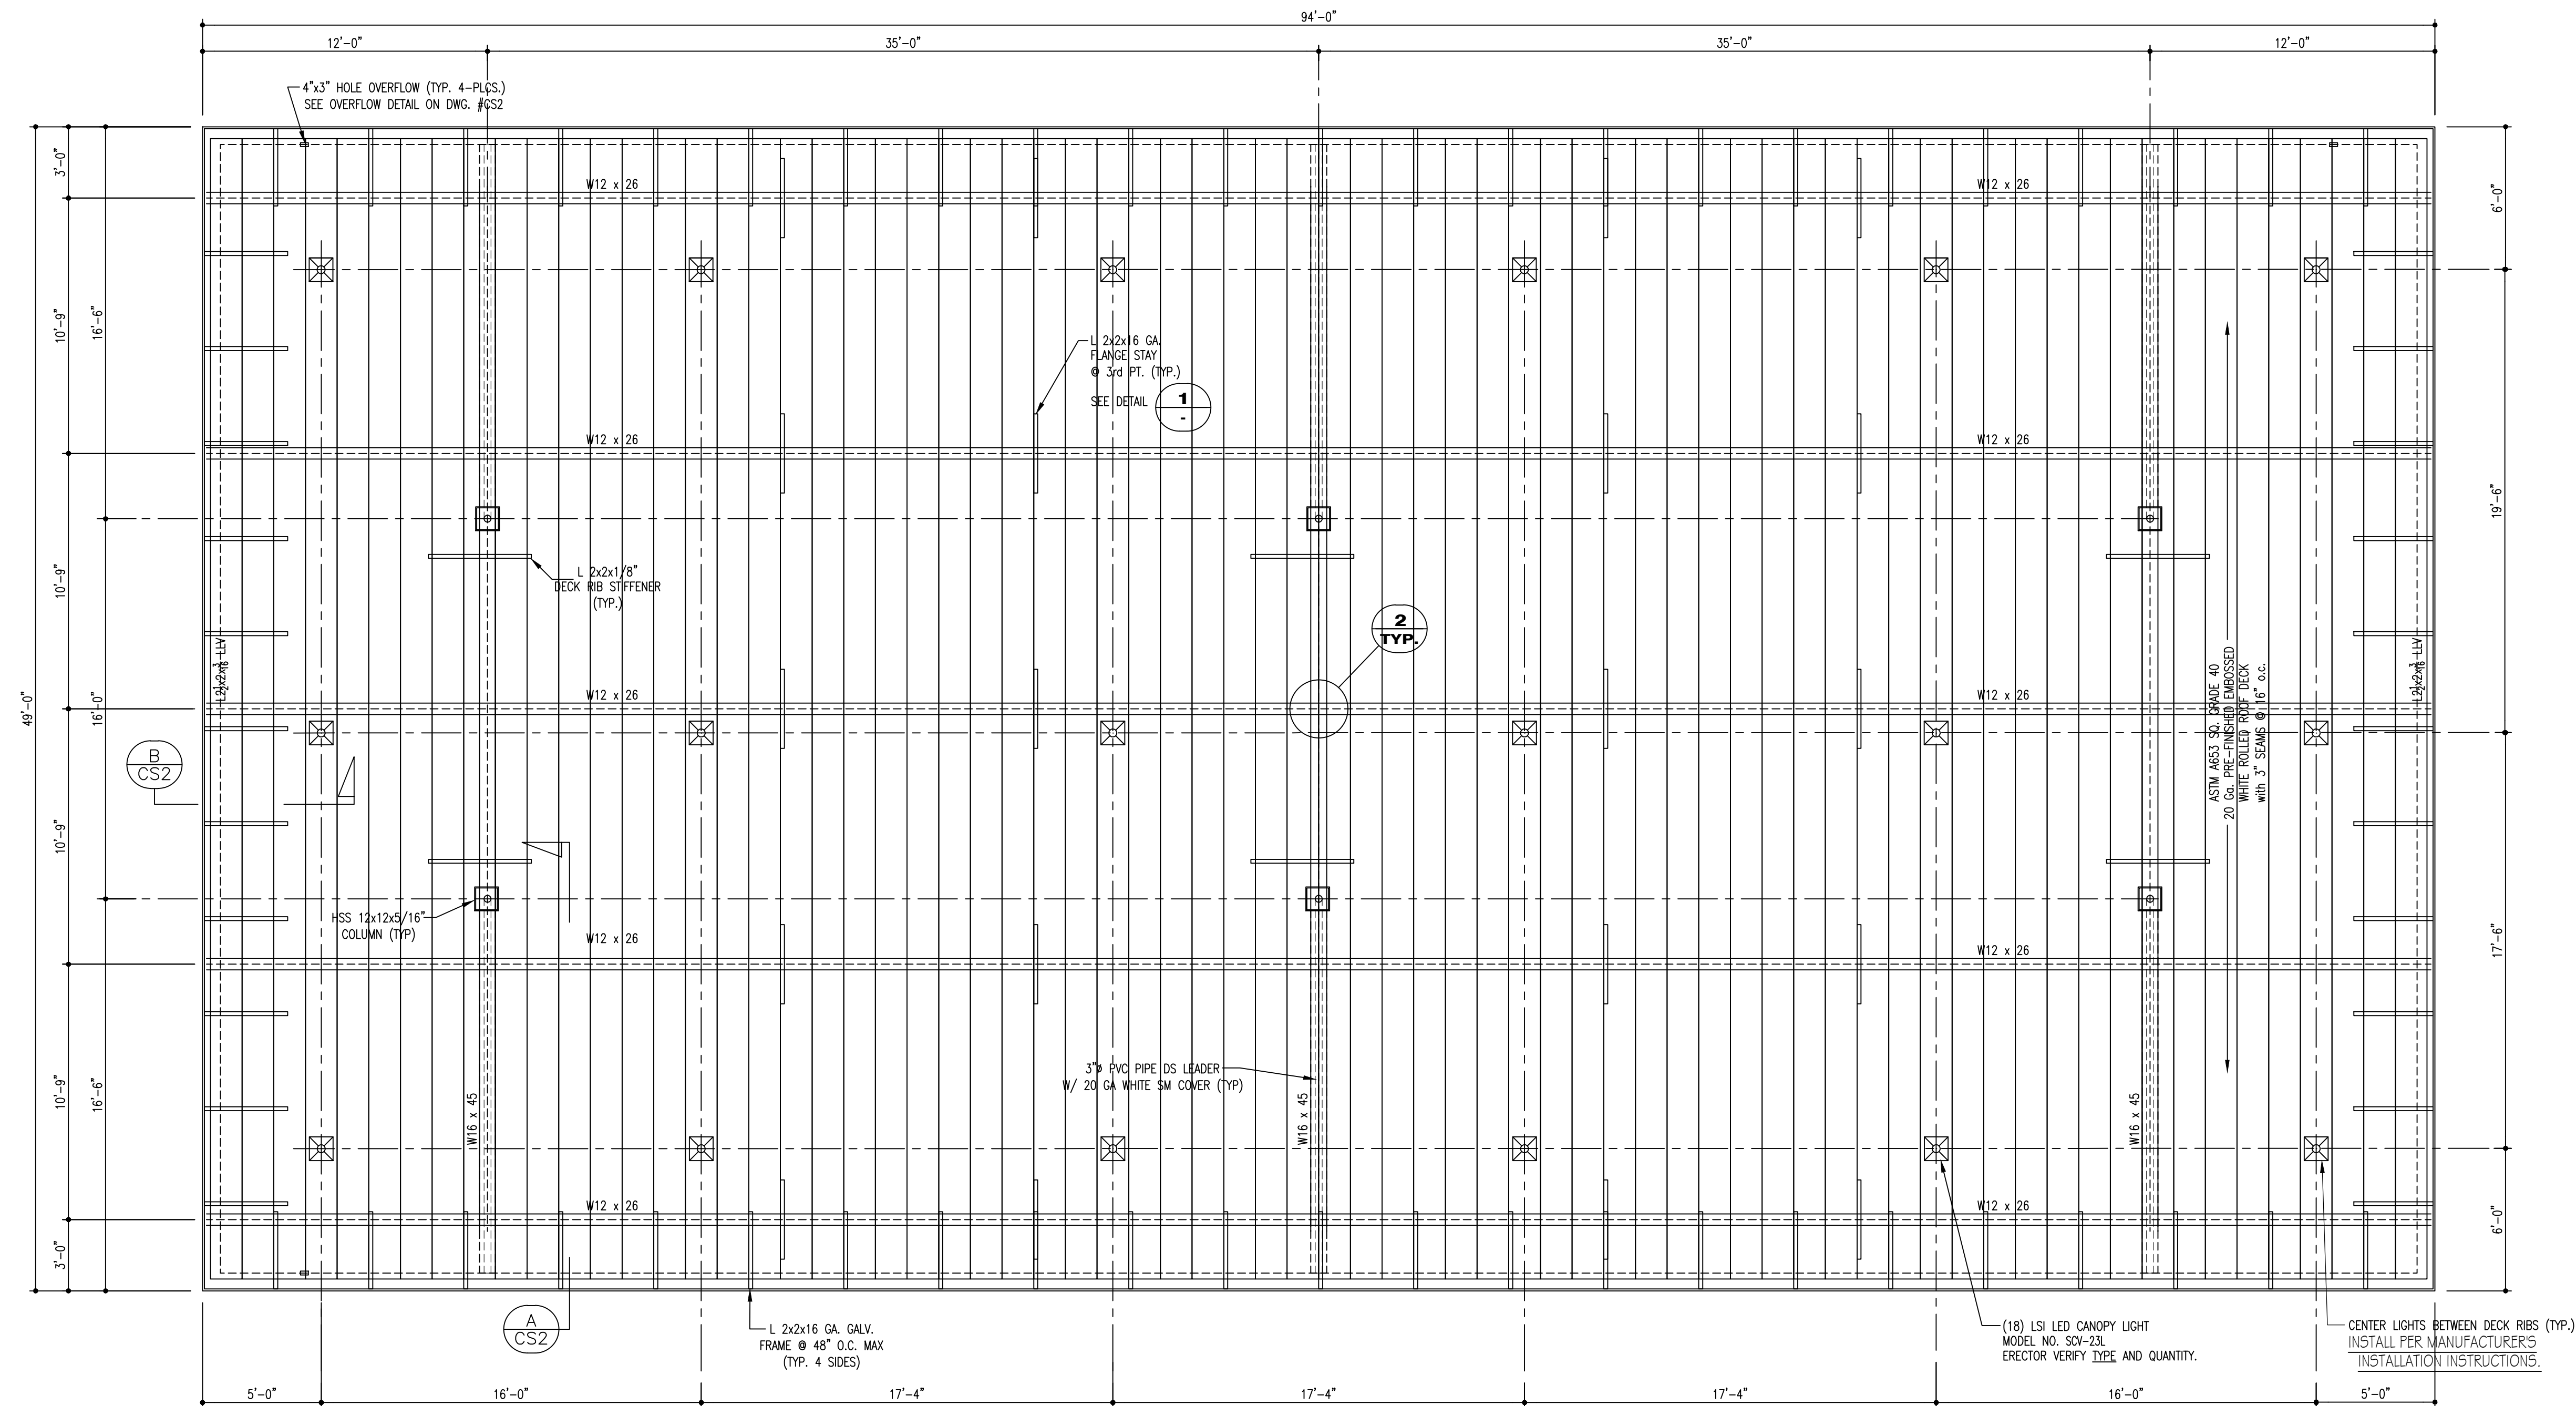 94'-0"
12'-0"
35'-0"
35'-0"
12'-0"
4"x3" HOLE OVERFLOW (TYP. 4-PLCS.)
SEE OVERFLOW DETAIL ON DWG. #CS2
3'-0"
6'-0"
W12 x 26
W12 x 26
10'-9"
16'-6"
L 2x2x16 GA.
FLANGE STAY
@ 3rd PT. (TYP.)
SEE DETAIL
1
-
W12 x 26
W12 x 26
19'-6"
10'-9"
L 2x2x1/8"
DECK RIB STIFFENER
(TYP.)
2
TYP.
49'-0"
16'-0"
L2½x2x3/16 LLV
L2½x2x3/16 LLV
W12 x 26
W12 x 26
ASTM A653 SQ. GRADE 40
20 Ga. PRE-FINISHED EMBOSSED
WHITE ROLLED ROOF DECK
with 3" SEAMS @ 16" o.c.
B
CS2
10'-9"
HSS 12x12x5/16"
COLUMN (TYP)
W12 x 26
W12 x 26
17'-6"
10'-9"
16'-6"
3"ø PVC PIPE DS LEADER
W/ 20 GA WHITE SM COVER (TYP)
W16 x 45
W16 x 45
W16 x 45
W12 x 26
W12 x 26
3'-0"
6'-0"
A
CS2
L 2x2x16 GA. GALV.
FRAME @ 48" O.C. MAX
(TYP. 4 SIDES)
(18) LSI LED CANOPY LIGHT
MODEL NO. SCV-23L
ERECTOR VERIFY TYPE AND QUANTITY.
CENTER LIGHTS BETWEEN DECK RIBS (TYP.)
INSTALL PER MANUFACTURER'S
INSTALLATION INSTRUCTIONS.
5'-0"
16'-0"
17'-4"
17'-4"
17'-4"
16'-0"
5'-0"